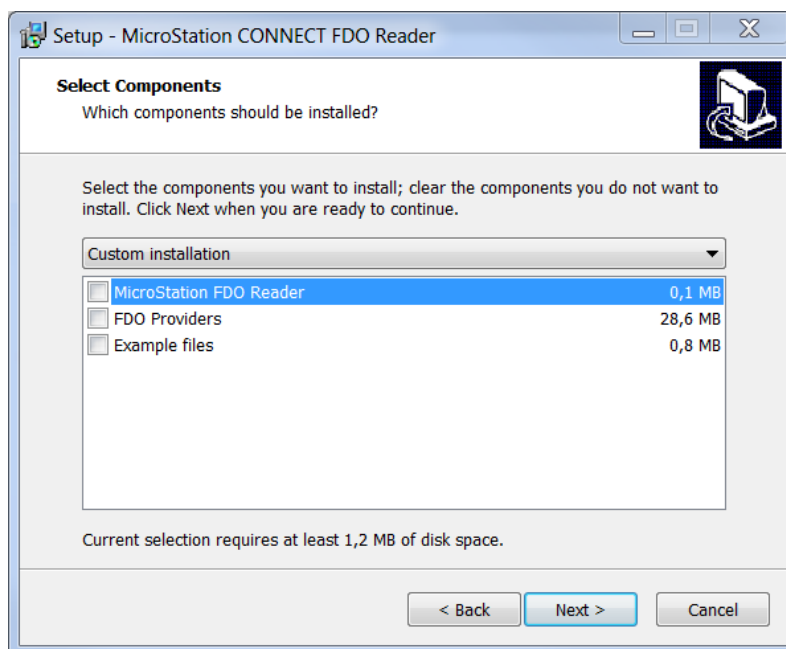 Setup - MicroStation CONNECT FDO Reader
Select Components
Which components should be installed?
Select the components you want to install; clear the components you do not want to
install. Click Next when you are ready to continue.
Custom installation
MicroStation FDO Reader 0,1 MB
FDO Providers 28,6 MB
Example files 0,8 MB
Current selection requires at least 1,2 MB of disk space.
< Back Next > Cancel